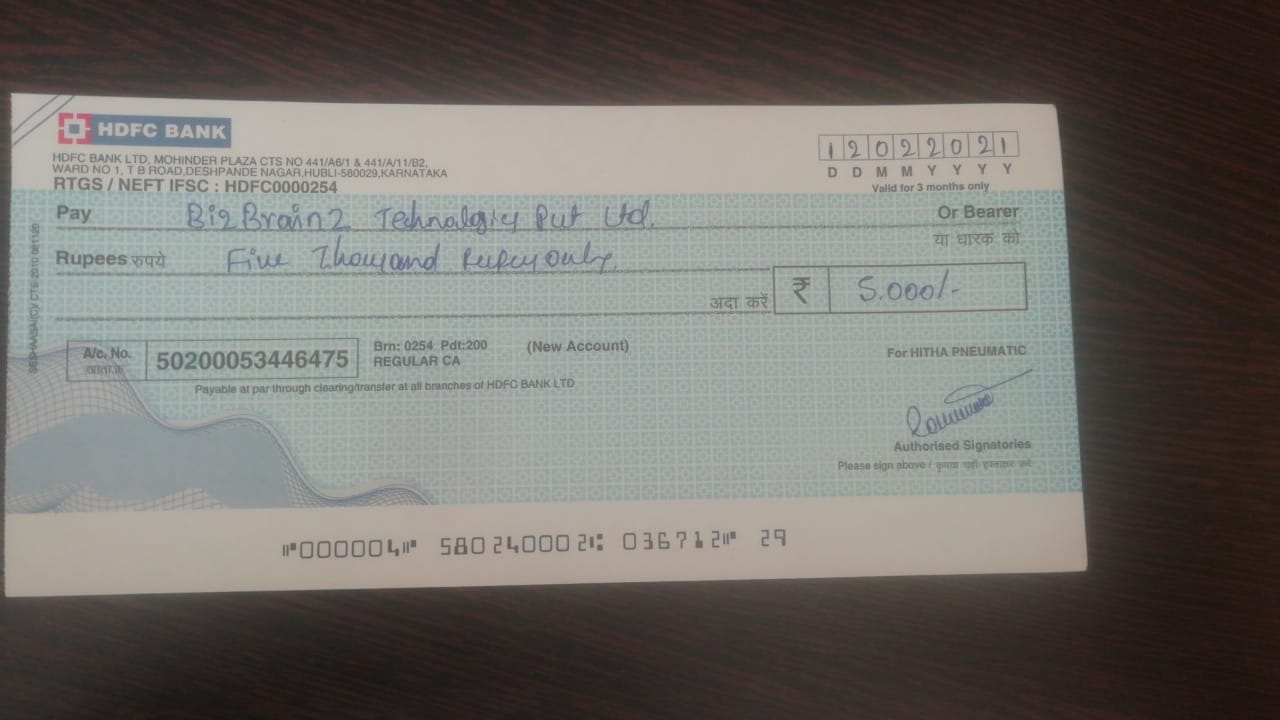 HDFC BANK
HDFC BANK LTD, MOHINDER PLAZA CTS NO 441/A6/1 & 441/A/11/B2,
WARD NO 1, T B ROAD,DESHPANDE NAGAR,HUBLI-580029,KARNATAKA
RTGS / NEFT IFSC : HDFC0000254
1 2 0 2 2 0 2 1
D D M M Y Y Y Y
Valid for 3 months only
Pay BigBrainz Technalgiy Put Ltd. Or Bearer
या धारक को
Rupees रुपये Five Thousand only
अदा करें ₹ 5.000/-
A/c. No. 50200053446475 Brn: 0254 Pdt:200 (New Account)
REGULAR CA
For HITHA PNEUMATIC
Payable at par through clearing/transfer at all branches of HDFC BANK LTD
Authorised Signatories
Please sign above / कृपया यहाँ हस्ताक्षर करें
⑈000004⑈ 580240002⑆ 036712⑈ 29